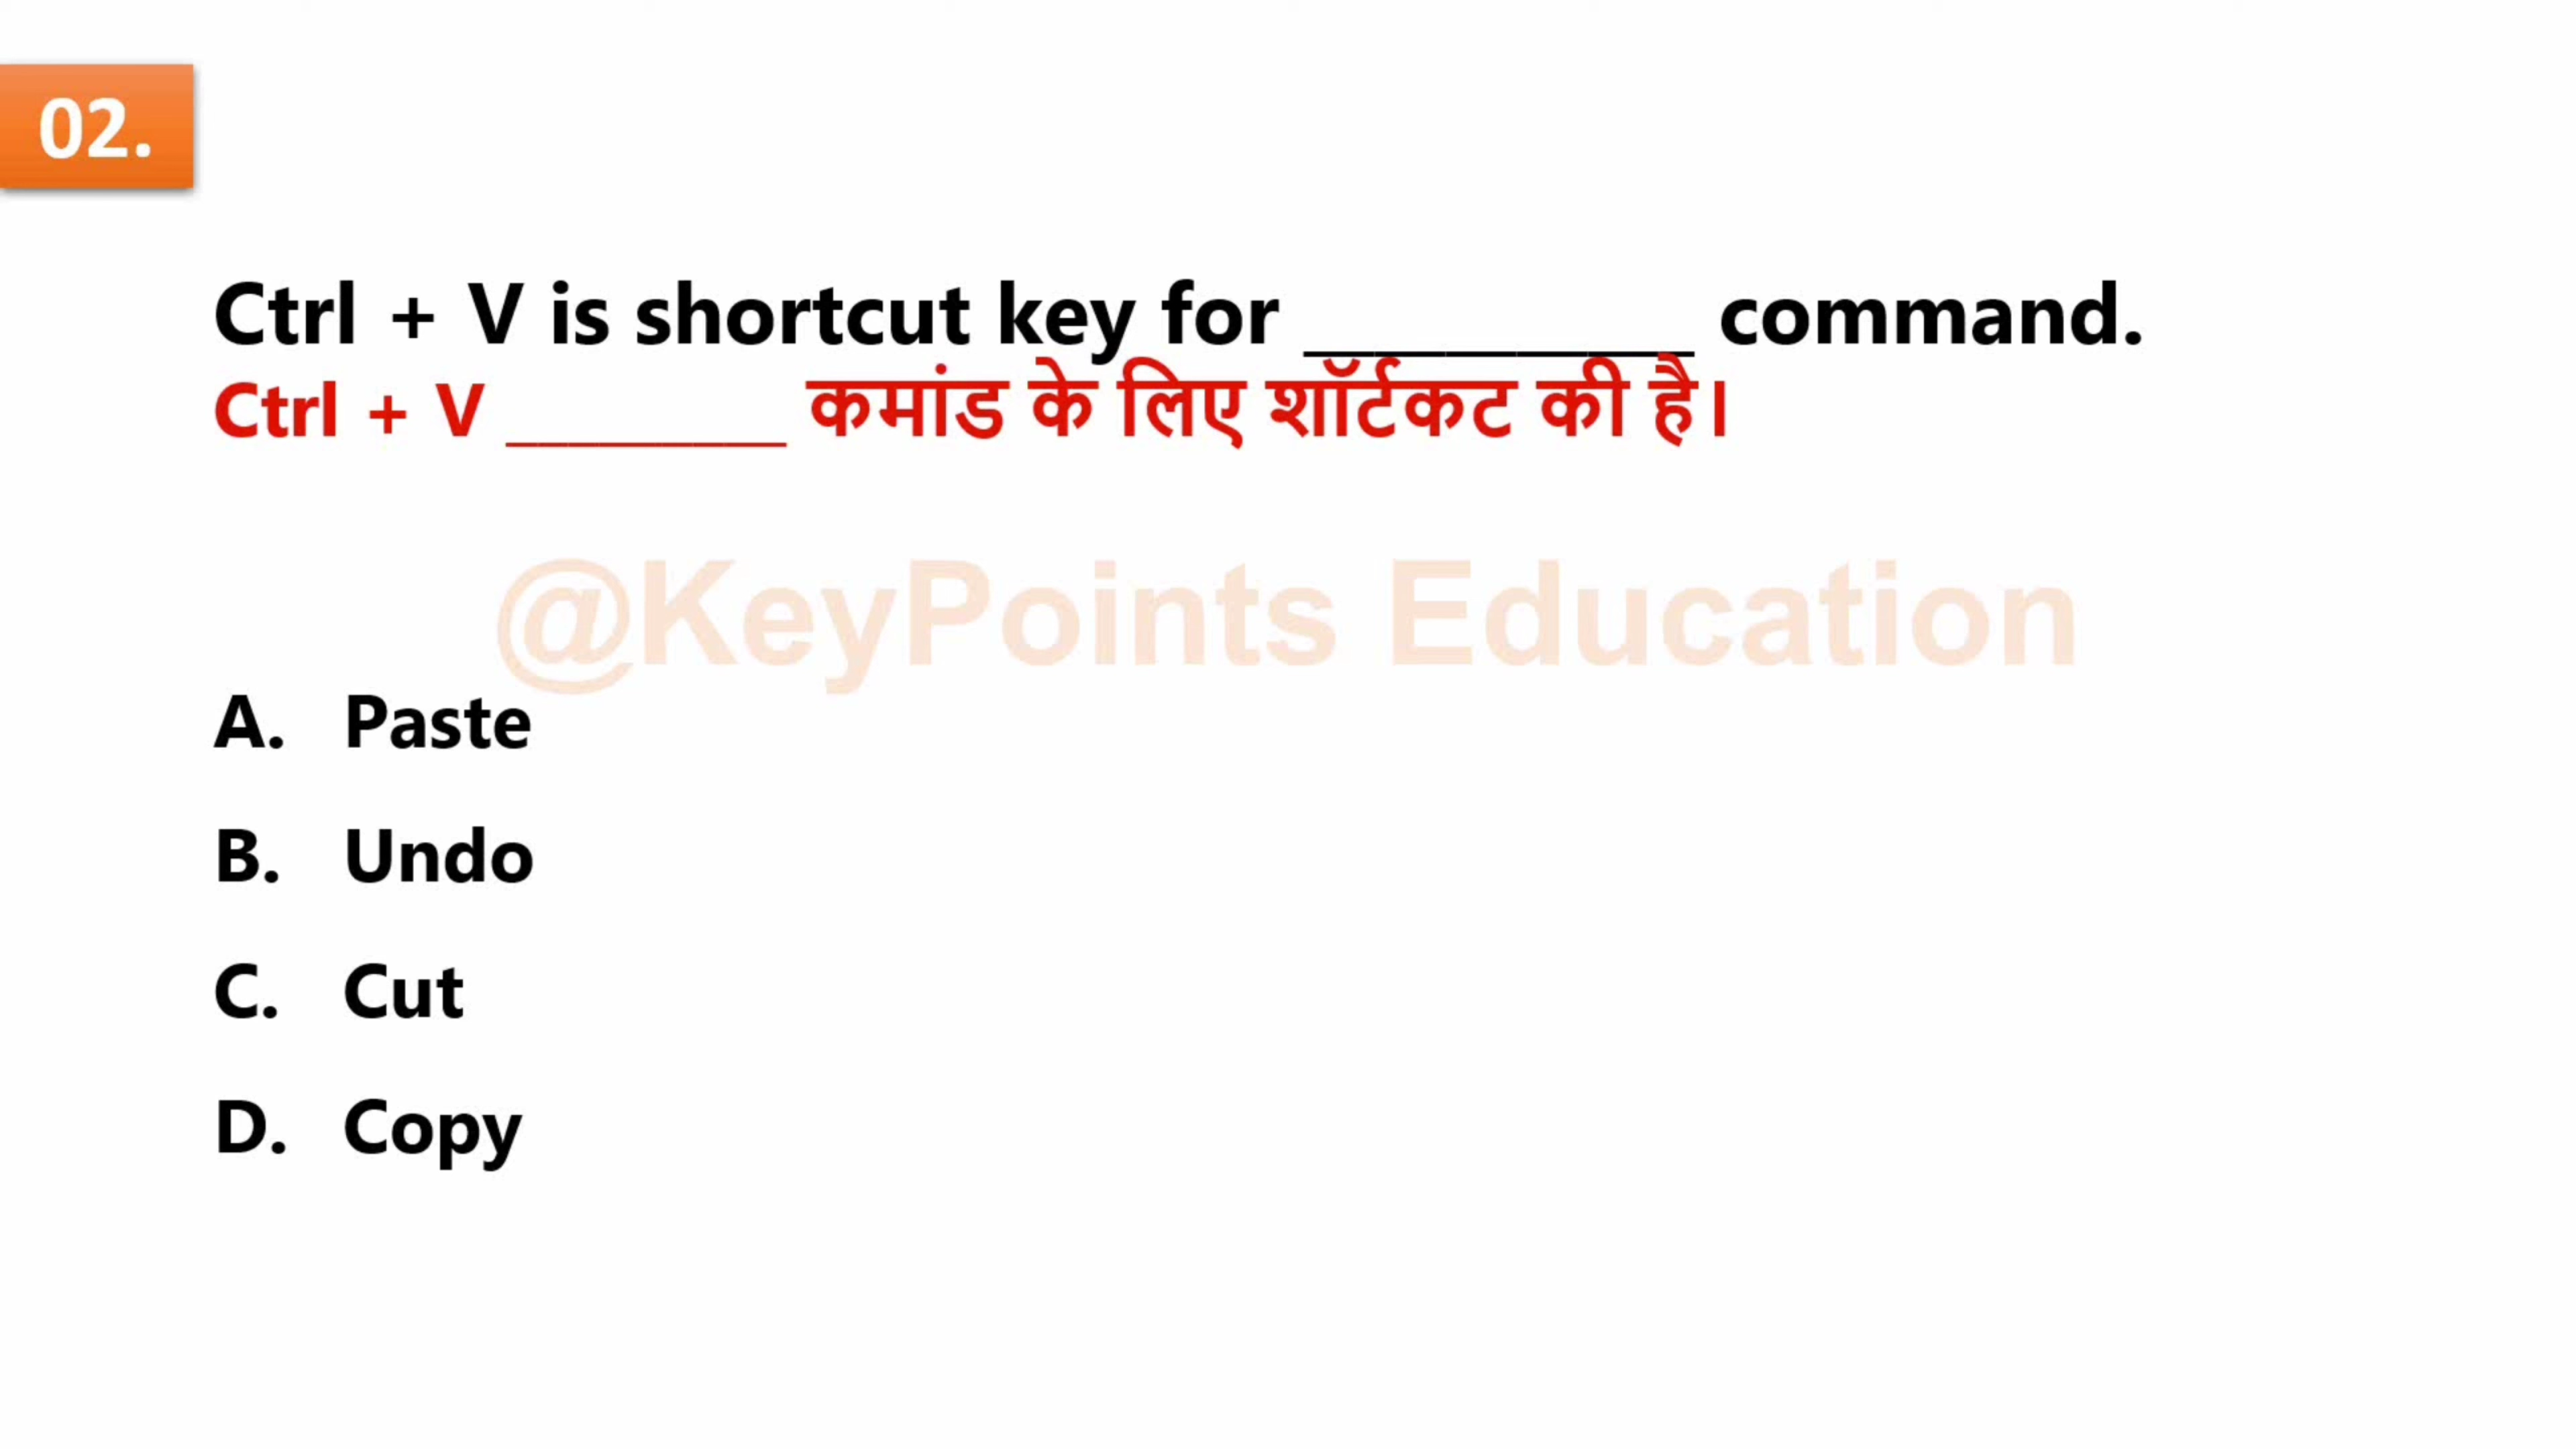 02.
Ctrl + V is shortcut key for __________ command.
Ctrl + V ________ कमांड के लिए शॉर्टकट की है।
@KeyPoints Education
A. Paste
B. Undo
C. Cut
D. Copy